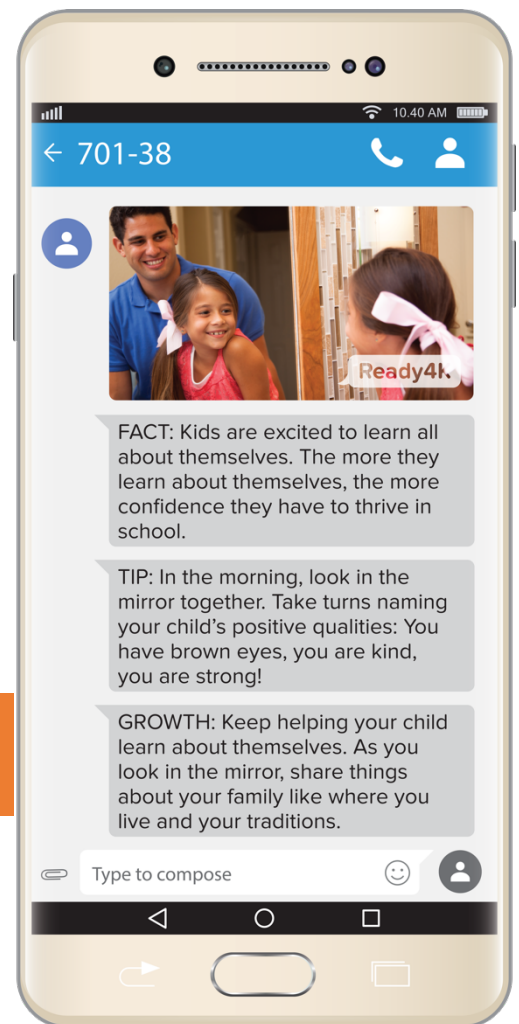 10.40 AM
701-38
Ready4K
FACT: Kids are excited to learn all
about themselves. The more they
learn about themselves, the more
confidence they have to thrive in
school.
TIP: In the morning, look in the
mirror together. Take turns naming
your child’s positive qualities: You
have brown eyes, you are kind,
you are strong!
GROWTH: Keep helping your child
learn about themselves. As you
look in the mirror, share things
about your family like where you
live and your traditions.
Type to compose